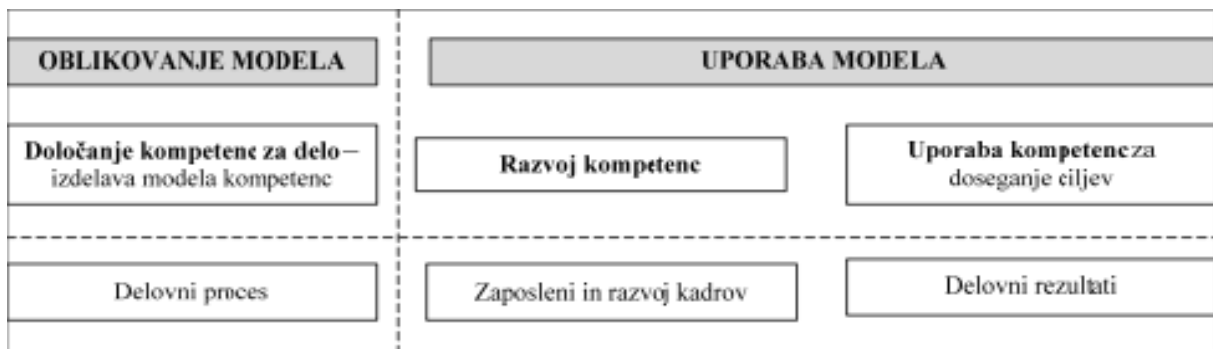 OBLIKOVANJE MODELA
UPORABA MODELA
Določanje kompetenc za delo –
izdelava modela kompetenc
Razvoj kompetenc
Uporaba kompetenc za
doseganje ciljev
Delovni proces
Zaposleni in razvoj kadrov
Delovni rezultati